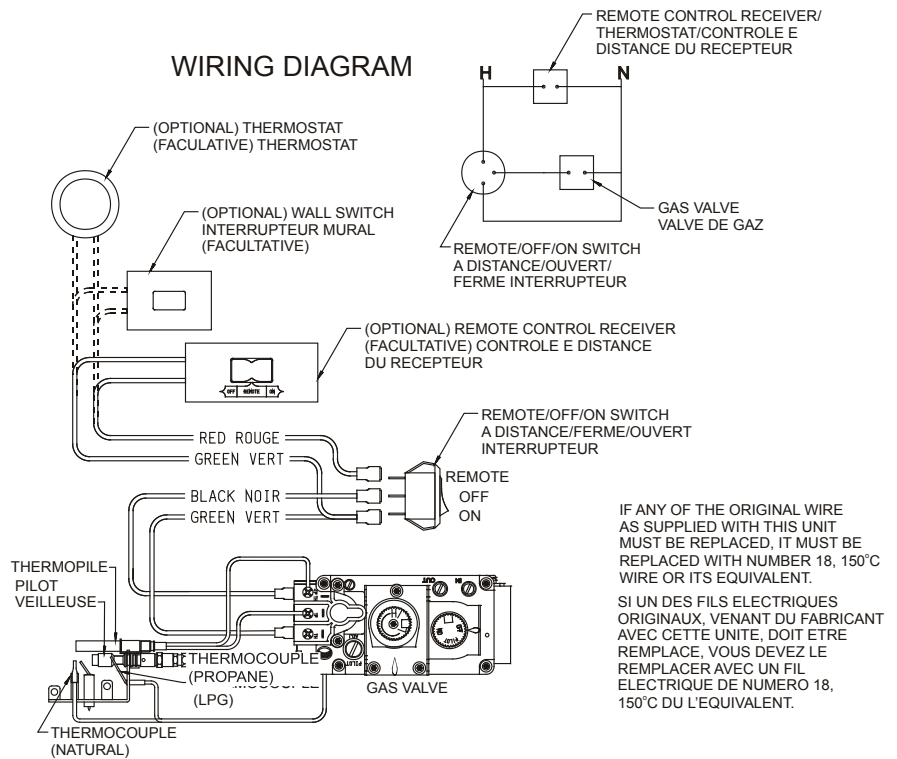 WIRING DIAGRAM
REMOTE CONTROL RECEIVER/
THERMOSTAT/CONTROLE E
DISTANCE DU RECEPTEUR
H
N
GAS VALVE
VALVE DE GAZ
REMOTE/OFF/ON SWITCH
A DISTANCE/OUVERT/
FERME INTERRUPTEUR
(OPTIONAL) THERMOSTAT
(FACULATIVE) THERMOSTAT
(OPTIONAL) WALL SWITCH
INTERRUPTEUR MURAL
(FACULTATIVE)
(OPTIONAL) REMOTE CONTROL RECEIVER
(FACULTATIVE) CONTROLE E DISTANCE
DU RECEPTEUR
OFF REMOTE ON
REMOTE/OFF/ON SWITCH
A DISTANCE/FERME/OUVERT
INTERRUPTEUR
RED ROUGE
GREEN VERT
BLACK NOIR
GREEN VERT
REMOTE
OFF
ON
THERMOPILE
PILOT
VEILLEUSE
THERMOCOUPLE
(PROPANE)
(LPG)
THERMOCOUPLE
(NATURAL)
OUT
IN
PILOT
GAS VALVE
IF ANY OF THE ORIGINAL WIRE
AS SUPPLIED WITH THIS UNIT
MUST BE REPLACED, IT MUST BE
REPLACED WITH NUMBER 18, 150°C
WIRE OR ITS EQUIVALENT.
SI UN DES FILS ELECTRIQUES
ORIGINAUX, VENANT DU FABRICANT
AVEC CETTE UNITE, DOIT ETRE
REMPLACE, VOUS DEVEZ LE
REMPLACER AVEC UN FIL
ELECTRIQUE DE NUMERO 18,
150°C DU L'EQUIVALENT.